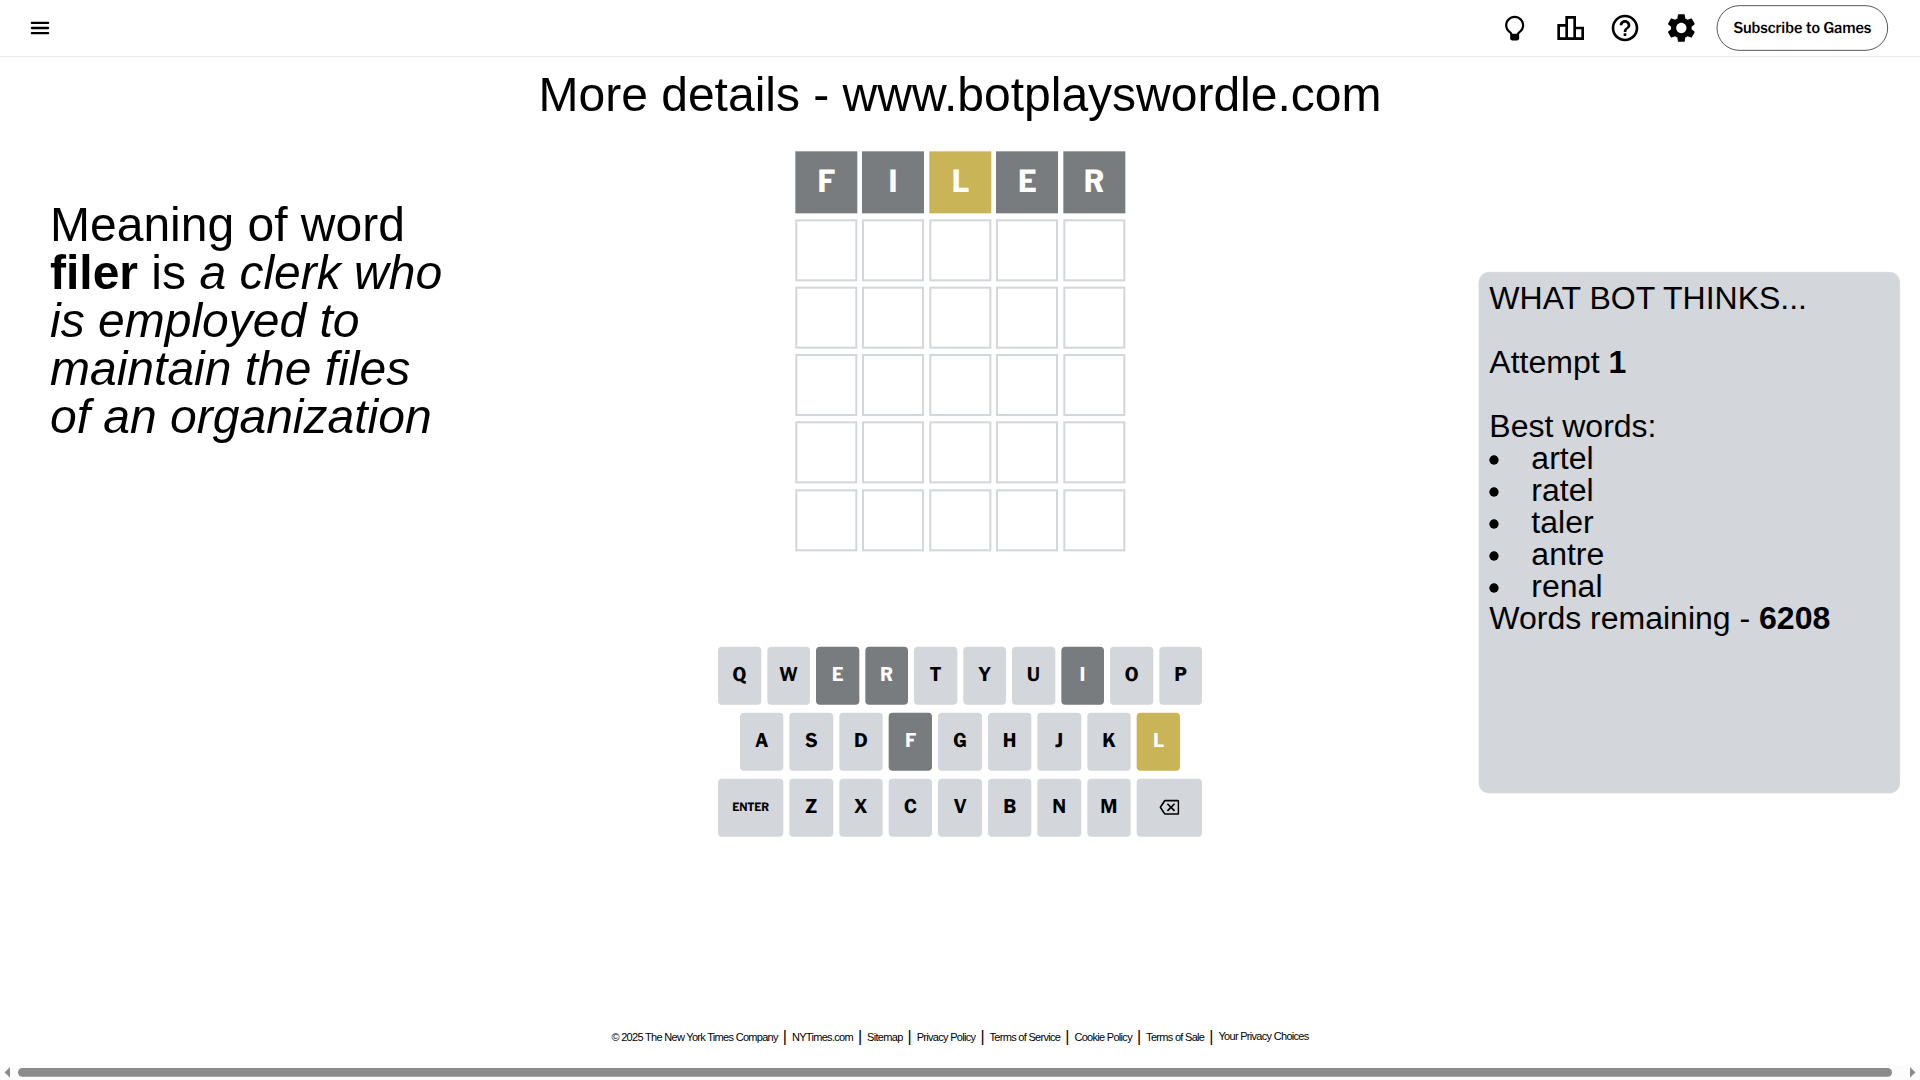 Subscribe to Games
More details - www.botplayswordle.com
Meaning of word
filer is a clerk who
is employed to
maintain the files
of an organization
F I L E R
WHAT BOT THINKS...
Attempt 1
Best words:
• artel
• ratel
• taler
• antre
• renal
Words remaining - 6208
Q W E R T Y U I O P
A S D F G H J K L
ENTER Z X C V B N M
© 2025 The New York Times Company | NYTimes.com | Sitemap | Privacy Policy | Terms of Service | Cookie Policy | Terms of Sale | Your Privacy Choices